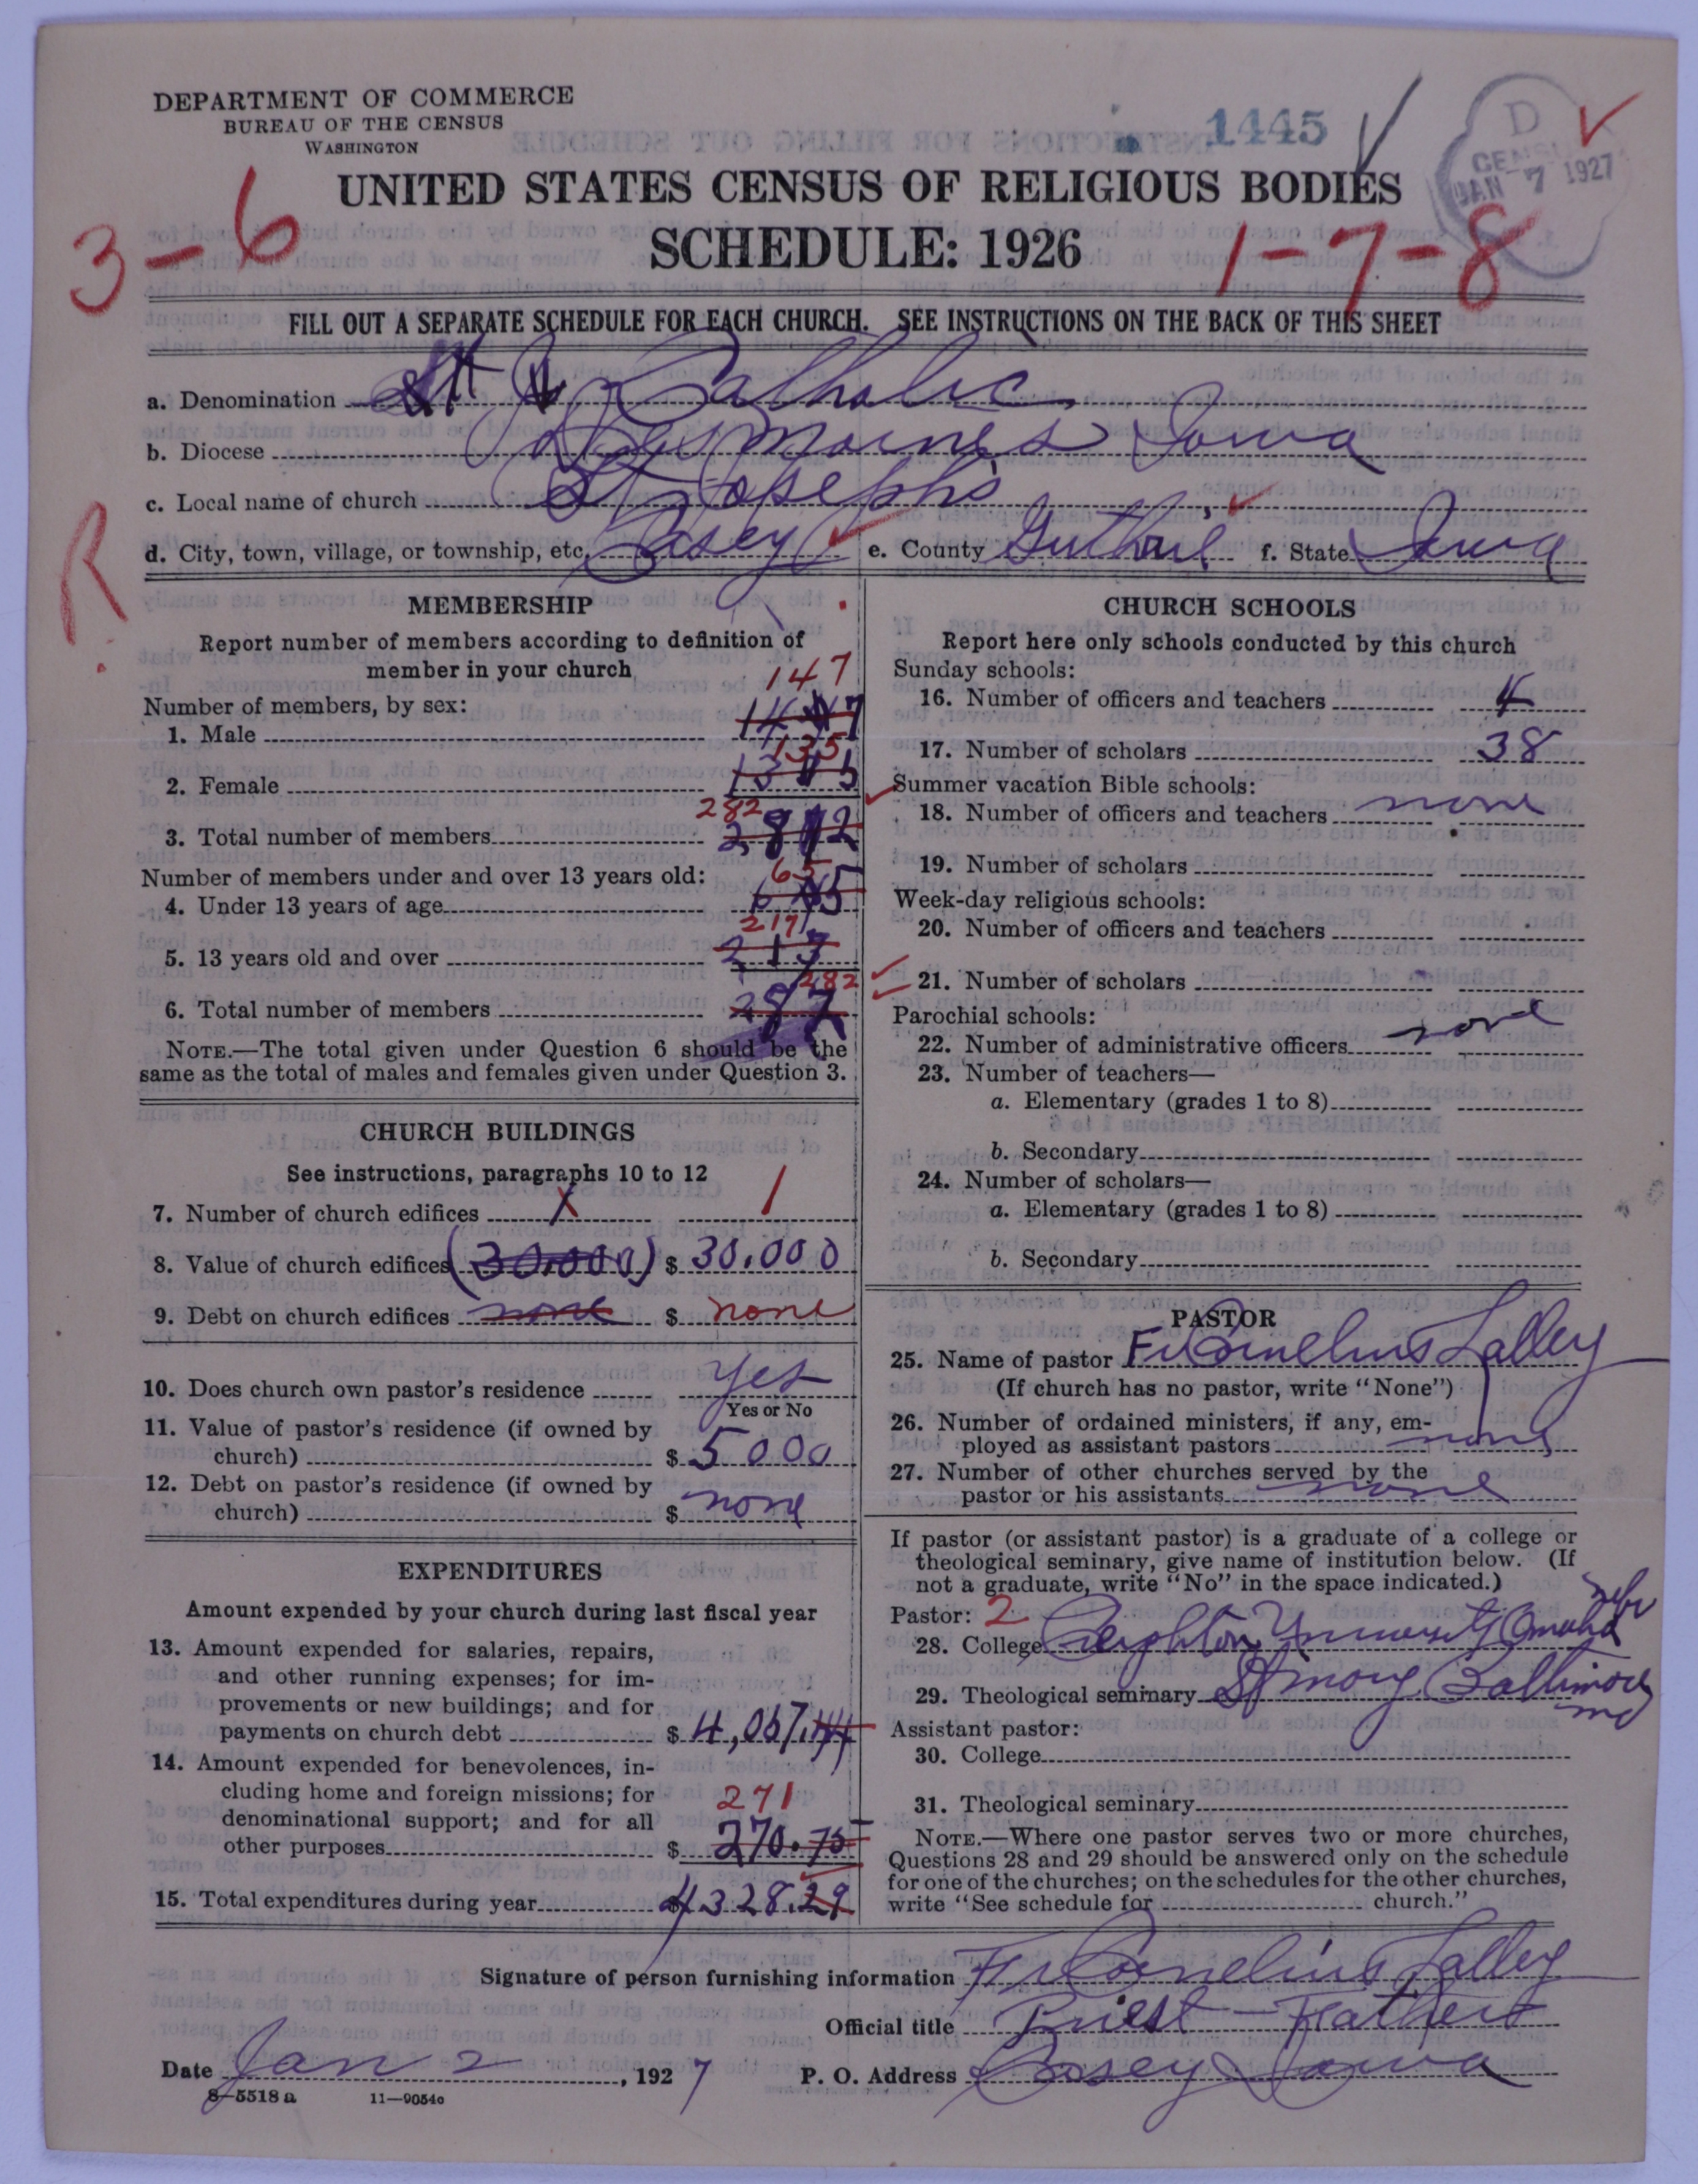 DEPARTMENT OF COMMERCE
BUREAU OF THE CENSUS
WASHINGTON
1445
D
CENSUS
JAN 7 1927
UNITED STATES CENSUS OF RELIGIOUS BODIES
3-6
SCHEDULE: 1926
1-7-8
FILL OUT A SEPARATE SCHEDULE FOR EACH CHURCH. SEE INSTRUCTIONS ON THE BACK OF THIS SHEET
a. Denomination Catholic
b. Diocese Des Moines Iowa
c. Local name of church St Joseph's
d. City, town, village, or township, etc. Casey e. County Guthrie f. State Iowa
R
MEMBERSHIP
Report number of members according to definition of
member in your church
Number of members, by sex:
147
1. Male 147
135
2. Female 135
282
3. Total number of members 282
Number of members under and over 13 years old:
65
4. Under 13 years of age 65
217
5. 13 years old and over 217
282
6. Total number of members 282
NOTE.—The total given under Question 6 should be the
same as the total of males and females given under Question 3.
CHURCH BUILDINGS
See instructions, paragraphs 10 to 12
7. Number of church edifices X 1
8. Value of church edifices (30,000) $ 30,000
9. Debt on church edifices none $ none
10. Does church own pastor's residence yes
Yes or No
11. Value of pastor's residence (if owned by
church) $ 5000
12. Debt on pastor's residence (if owned by
church) $ none
EXPENDITURES
Amount expended by your church during last fiscal year
13. Amount expended for salaries, repairs,
and other running expenses; for im-
provements or new buildings; and for
payments on church debt $ 4,057.44
14. Amount expended for benevolences, in-
cluding home and foreign missions; for
271
denominational support; and for all
other purposes $ 270.75
15. Total expenditures during year $4328.29
CHURCH SCHOOLS
Report here only schools conducted by this church
Sunday schools:
16. Number of officers and teachers 4
17. Number of scholars 38
Summer vacation Bible schools:
18. Number of officers and teachers none
19. Number of scholars
Week-day religious schools:
20. Number of officers and teachers
21. Number of scholars
Parochial schools:
22. Number of administrative officers none
23. Number of teachers—
a. Elementary (grades 1 to 8)
b. Secondary
24. Number of scholars—
a. Elementary (grades 1 to 8)
b. Secondary
PASTOR
25. Name of pastor Fr Cornelius Lalley
(If church has no pastor, write "None")
26. Number of ordained ministers, if any, em-
ployed as assistant pastors none
27. Number of other churches served by the
pastor or his assistants none
If pastor (or assistant pastor) is a graduate of a college or
theological seminary, give name of institution below. (If
not a graduate, write "No" in the space indicated.)
Pastor: 2
28. College Creighton University Omaha Nebr
29. Theological seminary St Mary Baltimore Md
Assistant pastor:
30. College
31. Theological seminary
NOTE.—Where one pastor serves two or more churches,
Questions 28 and 29 should be answered only on the schedule
for one of the churches; on the schedules for the other churches,
write "See schedule for church."
Signature of person furnishing information Fr Cornelius Lalley
Official title Priest - Father
Date Jan 2, 1927 P. O. Address Casey Iowa
8-5518 a 11-9054c